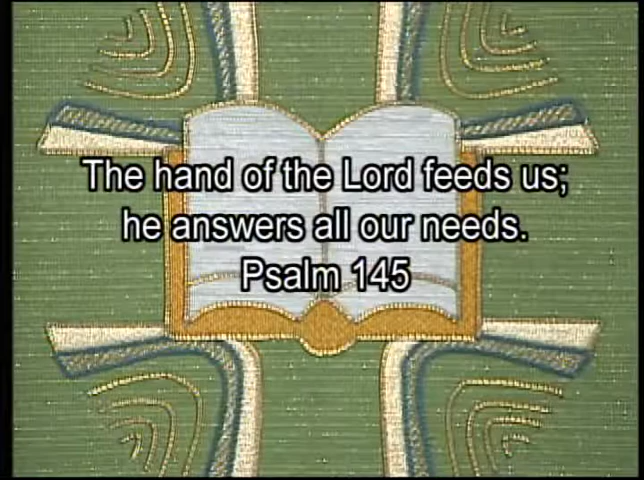 The hand of the Lord feeds us;
he answers all our needs.
Psalm 145